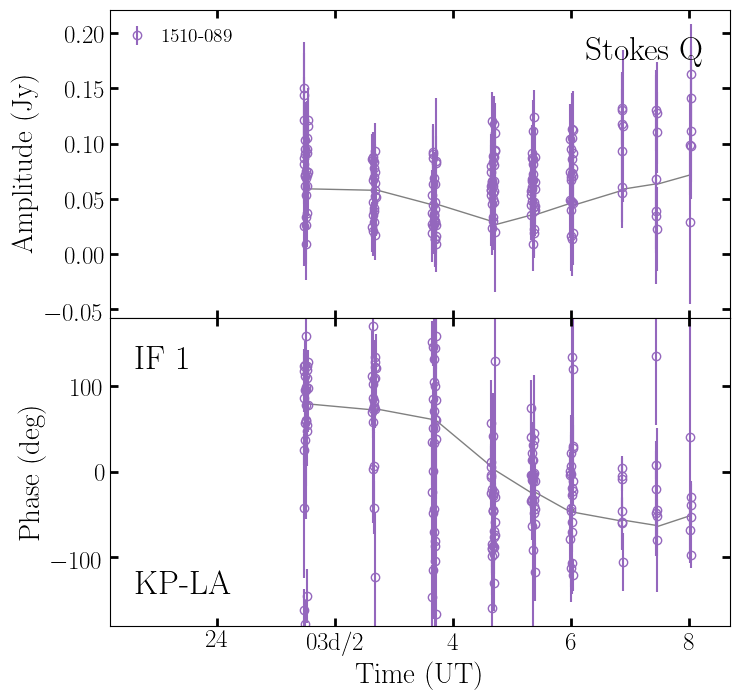 1510-089
Stokes Q
0.20
0.15
0.10
0.05
0.00
−0.05
Amplitude (Jy)
IF 1
100
0
−100
Phase (deg)
KP-LA
24
03d/2
4
6
8
Time (UT)